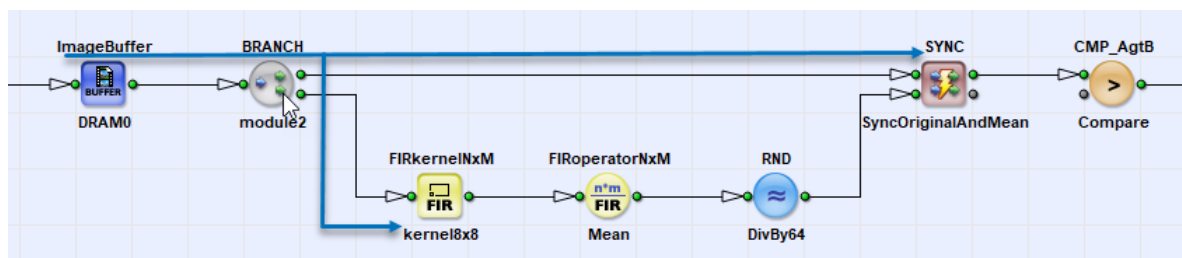 ImageBuffer BRANCH SYNC CMP_AgtB
BUFFER >
DRAM0 module2 SyncOriginalAndMean Compare
FIRkernelNxM FIRoperatorNxM RND
FIR n*m FIR ≈
kernel8x8 Mean DivBy64